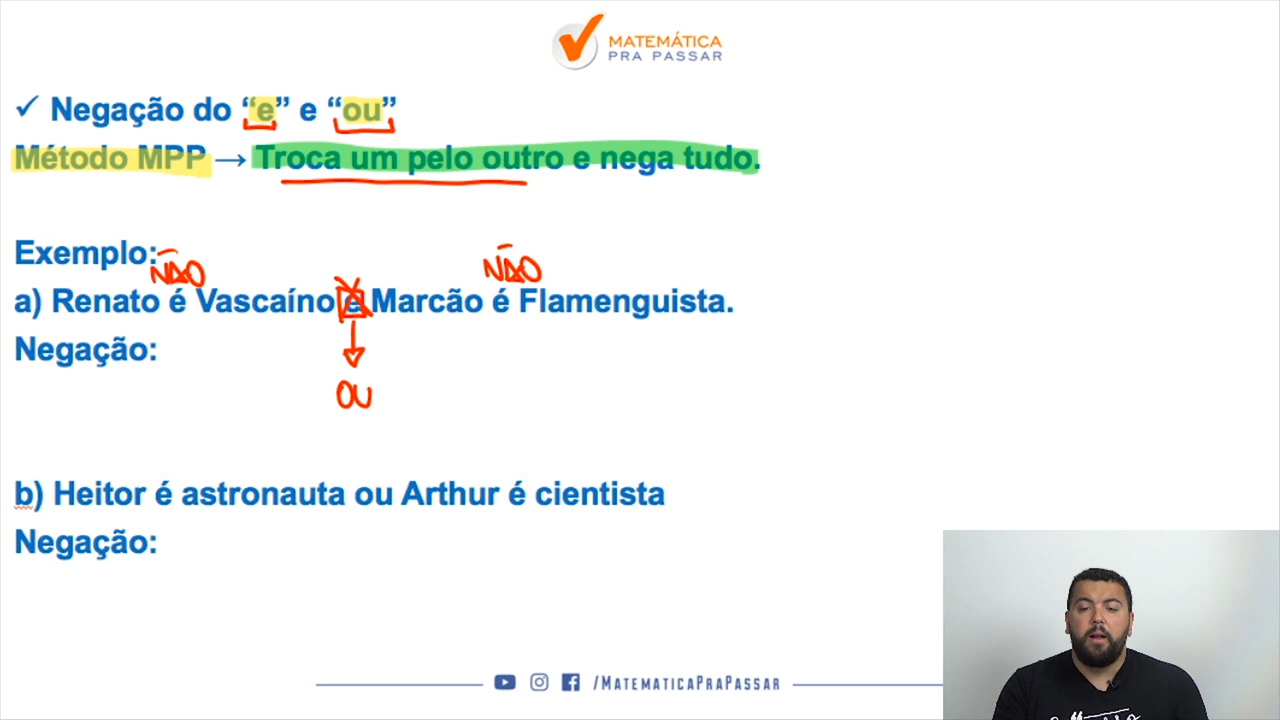 MATEMÁTICA
PRA PASSAR
✓ Negação do “e” e “ou”
Método MPP → Troca um pelo outro e nega tudo.
Exemplo:
NÃO NÃO
a) Renato é Vascaíno e Marcão é Flamenguista.
Negação:
OU
b) Heitor é astronauta ou Arthur é cientista
Negação:
/MATEMATICAPRAPASSAR